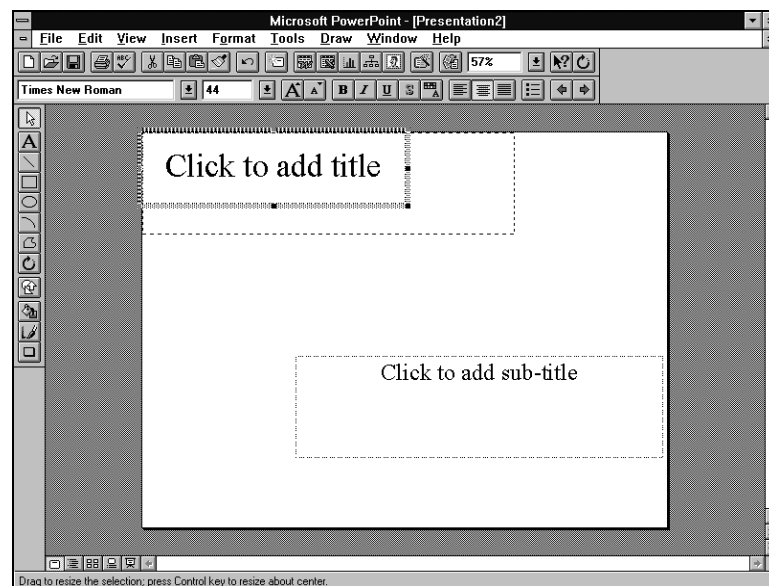 Microsoft PowerPoint - [Presentation2]
File Edit View Insert Format Tools Draw Window Help
ABC 57% ?
Times New Roman 44 A A B I U S A
A
Click to add title
Click to add sub-title
Drag to resize the selection; press Control key to resize about center.